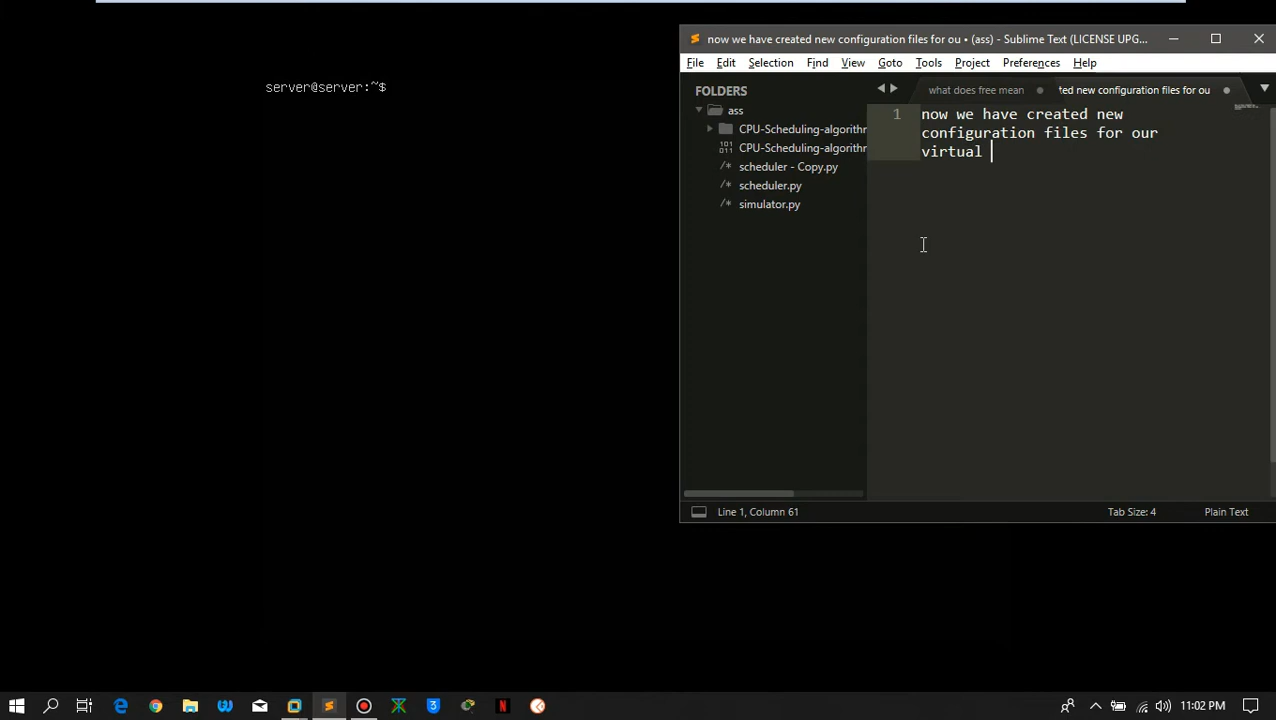 now we have created new configuration files for ou • (ass) - Sublime Text (LICENSE UPG...
File Edit Selection Find View Goto Tools Project Preferences Help
server@server:~$
FOLDERS
ass
CPU-Scheduling-algorithr
CPU-Scheduling-algorithr
scheduler - Copy.py
scheduler.py
simulator.py
what does free mean
ted new configuration files for ou
1 now we have created new
configuration files for our
virtual
Line 1, Column 61
Tab Size: 4
Plain Text
11:02 PM